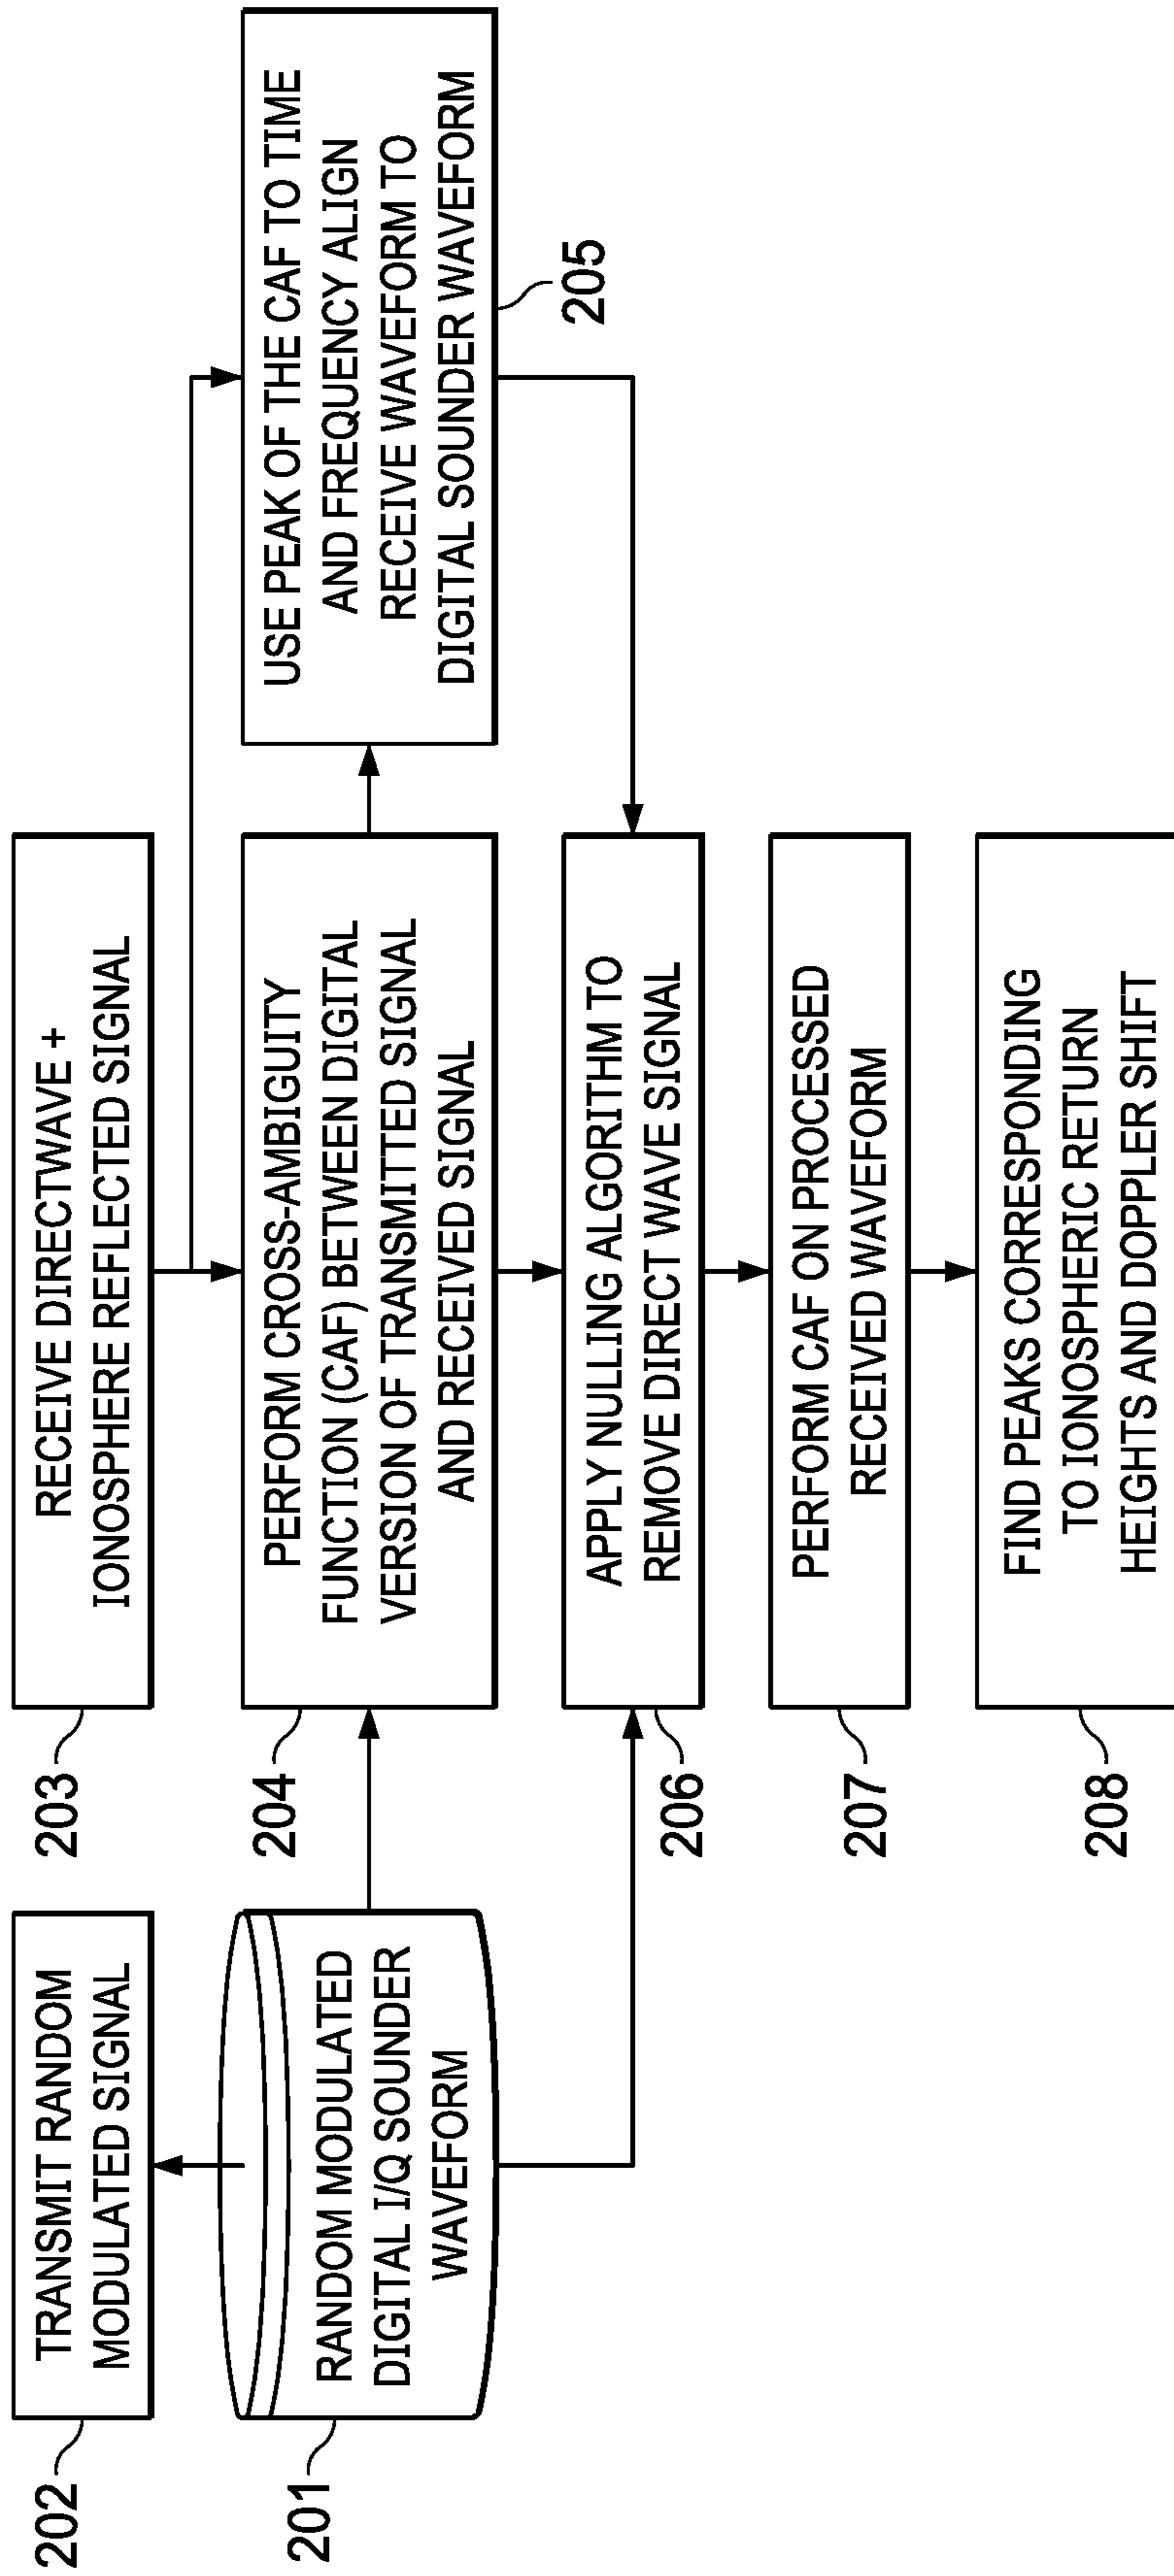 202
TRANSMIT RANDOM
MODULATED SIGNAL
201
RANDOM MODULATED
DIGITAL I/Q SOUNDER
WAVEFORM
203
RECEIVE DIRECTWAVE +
IONOSPHERE REFLECTED SIGNAL
204
PERFORM CROSS-AMBIGUITY
FUNCTION (CAF) BETWEEN DIGITAL
VERSION OF TRANSMITTED SIGNAL
AND RECEIVED SIGNAL
USE PEAK OF THE CAF TO TIME
AND FREQUENCY ALIGN
RECEIVE WAVEFORM TO
DIGITAL SOUNDER WAVEFORM
205
206
APPLY NULLING ALGORITHM TO
REMOVE DIRECT WAVE SIGNAL
207
PERFORM CAF ON PROCESSED
RECEIVED WAVEFORM
208
FIND PEAKS CORRESPONDING
TO IONOSPHERIC RETURN
HEIGHTS AND DOPPLER SHIFT